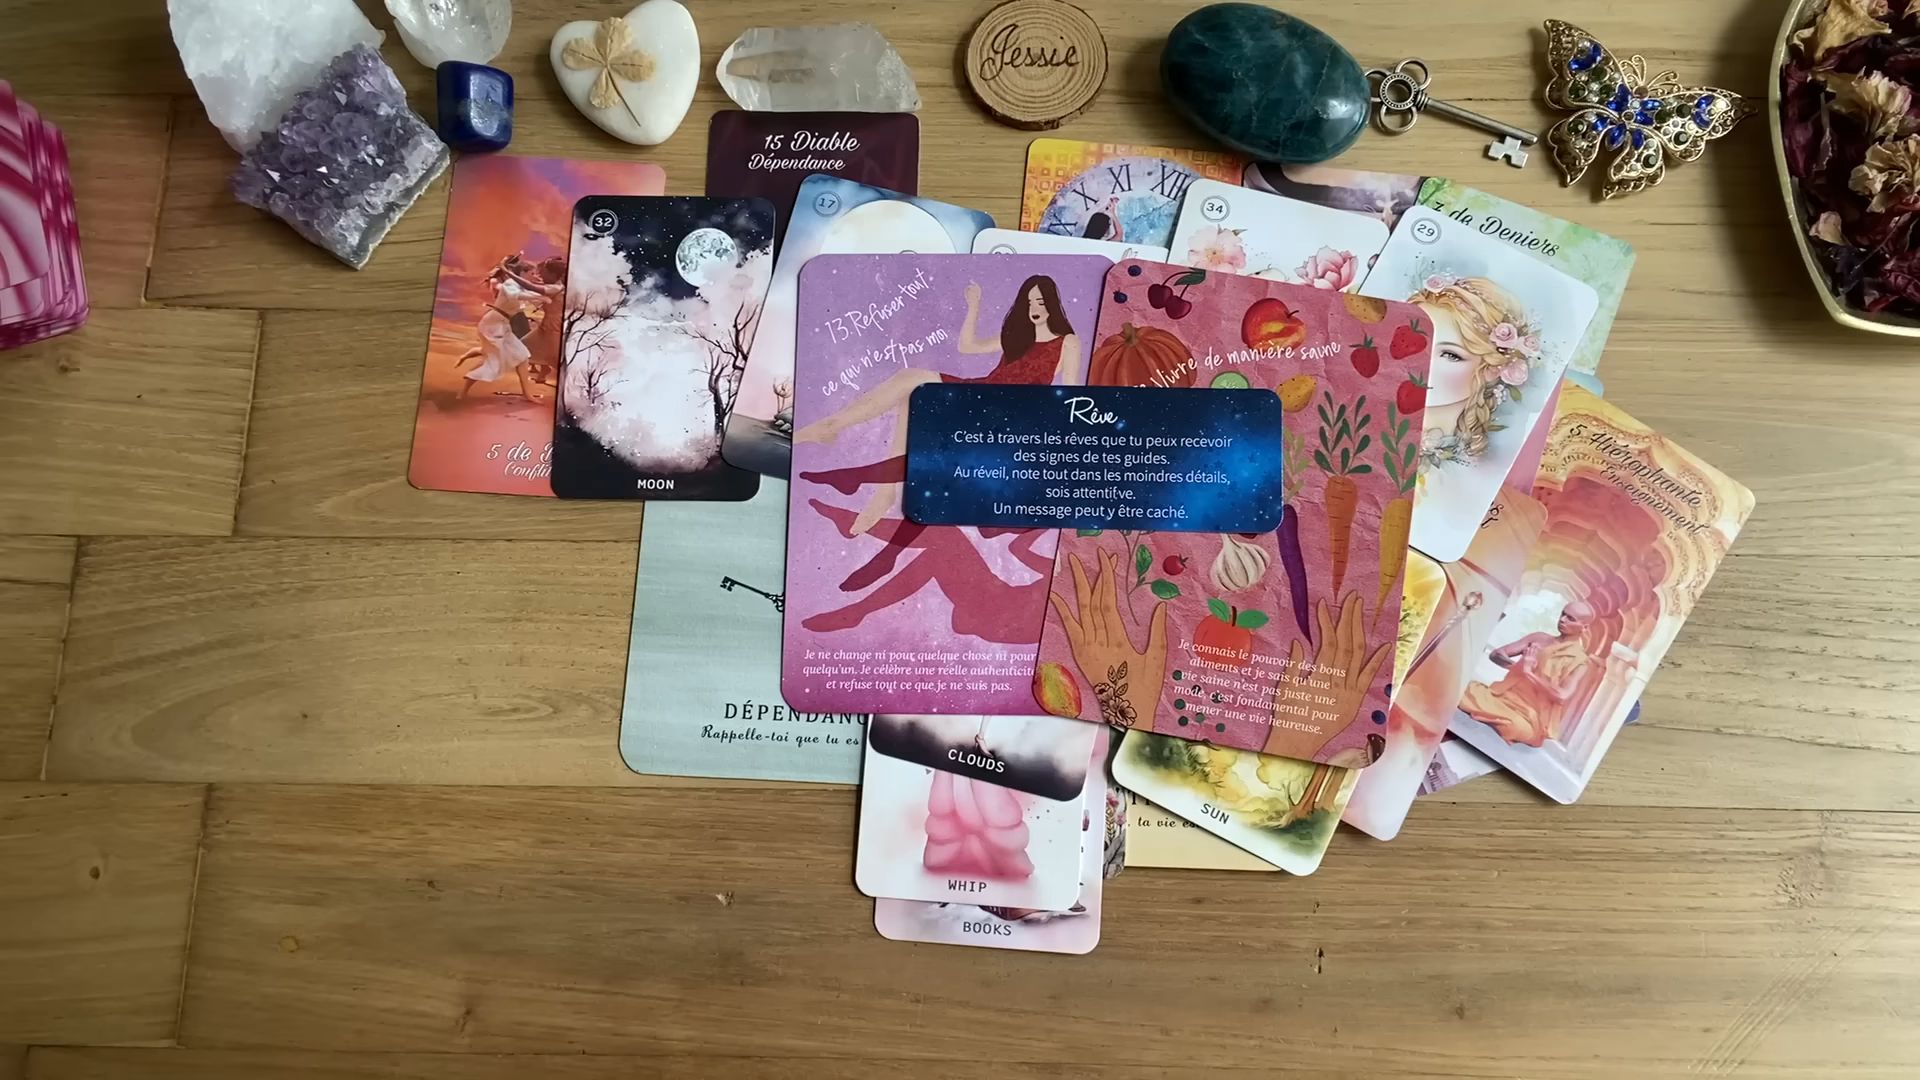 Jessie
15 Diable
Dépendance
XI XII
X
IX
17
32
34
29
7 de Deniers
13. Refuser tout
ce qui n'est pas moi
Vivre de manière saine
Rêve
C'est à travers les rêves que tu peux recevoir
des signes de tes guides.
Au réveil, note tout dans les moindres détails,
sois attentif.ve.
Un message peut y être caché.
5 Hiérophante
Enseignement
5 de
MOON
Je ne change ni pour quelque chose ni pour
quelqu'un. Je célèbre une réelle authenticité
et refuse tout ce que je ne suis pas.
Je connais le pouvoir des bons
aliments et je sais qu'une
vie saine n'est pas juste une
mode, c'est fondamental pour
mener une vie heureuse.
Rappelle-toi que tu es
CLOUDS
SUN
ta vie
WHIP
BOOKS